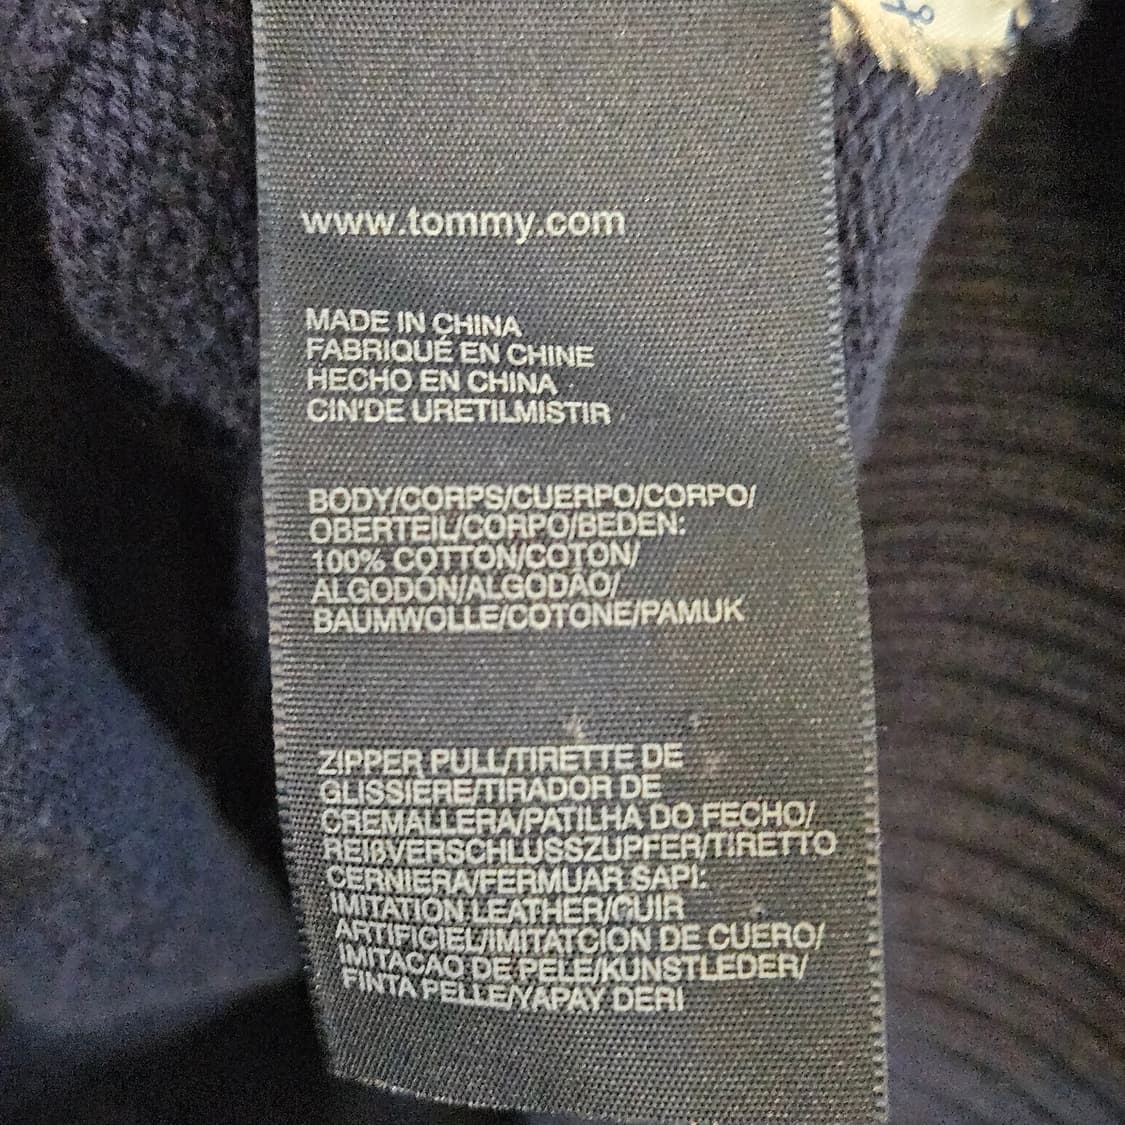 www.tommy.com
MADE IN CHINA
FABRIQUÉ EN CHINE
HECHO EN CHINA
CIN'DE URETILMISTIR
BODY/CORPS/CUERPO/CORPO/
OBERTEIL/CORPO/BEDEN:
100% COTTON/COTON/
ALGODÓN/ALGODÃO/
BAUMWOLLE/COTONE/PAMUK
ZIPPER PULL/TIRETTE DE
GLISSIÈRE/TIRADOR DE
CREMALLERA/PATILHA DO FECHO/
REIßVERSCHLUSSZUPFER/TIRETTO
CERNIERA/FERMUAR SAPI:
IMITATION LEATHER/CUIR
ARTIFICIEL/IMITATCION DE CUERO/
IMITACAO DE PELE/KUNSTLEDER/
FINTA PELLE/YAPAY DERI